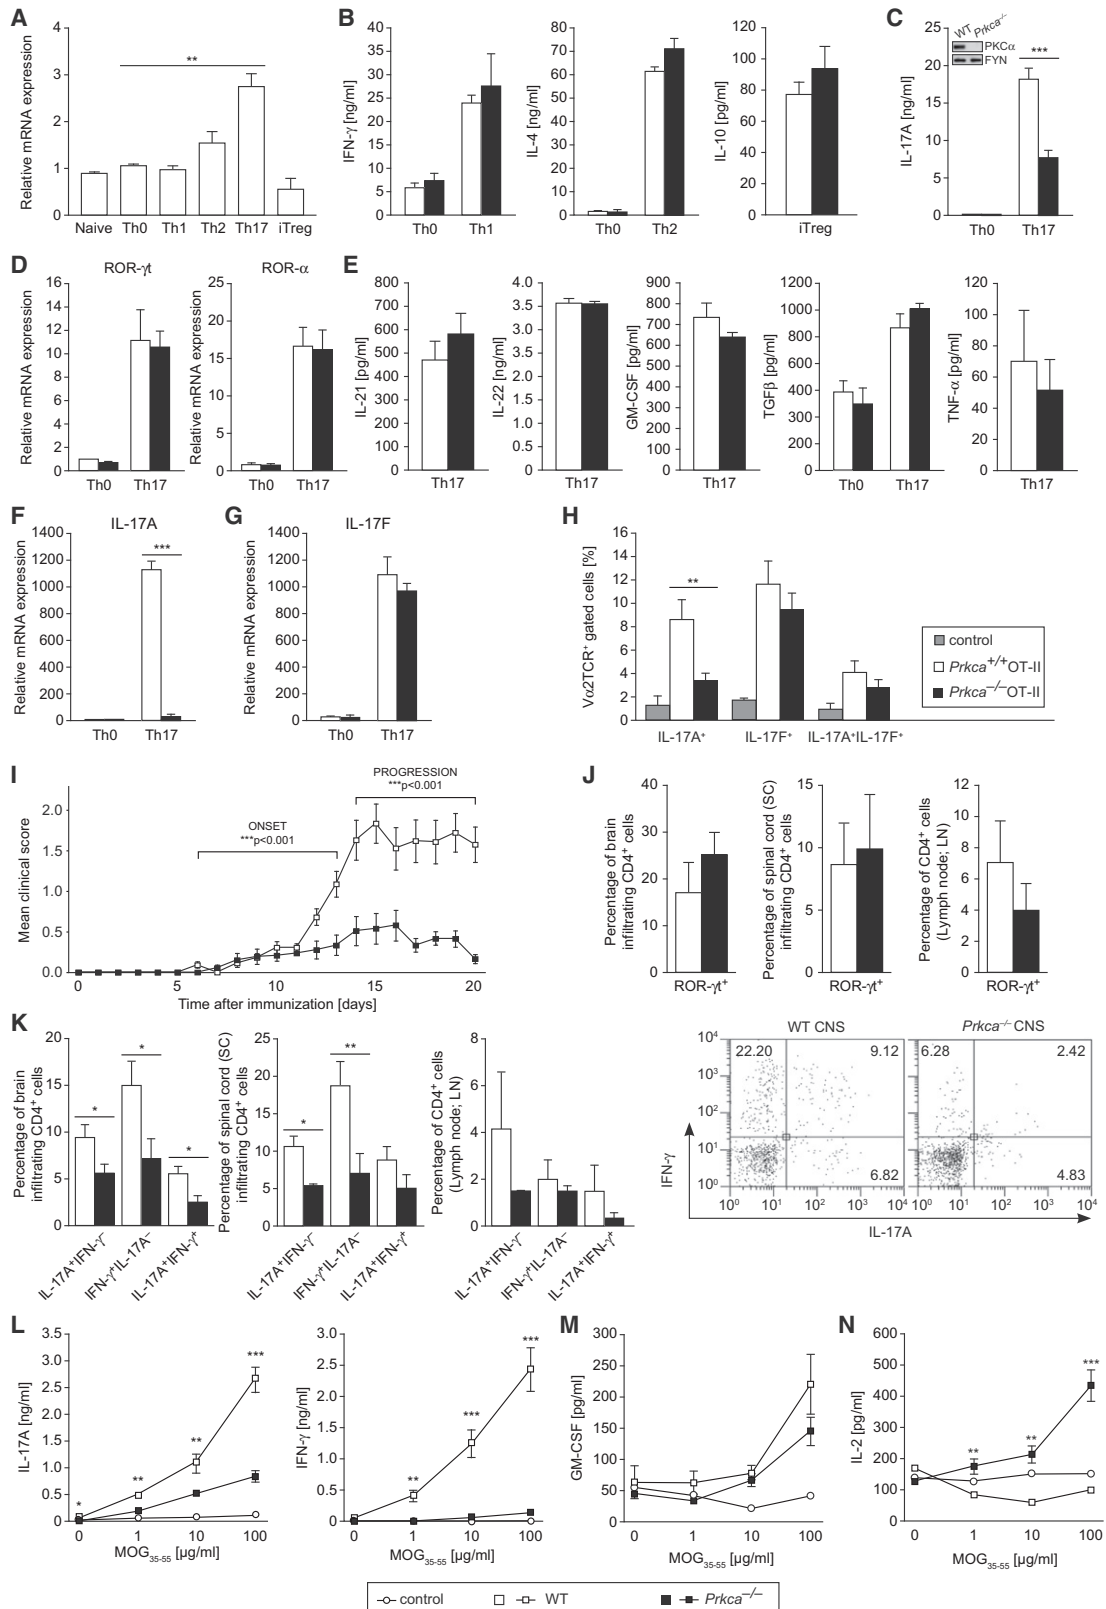 A
Relative mRNA expression
4
3
2
1
0
**
Naive Th0 Th1 Th2 Th17 iTreg
B
IFN-γ [ng/ml]
40
35
30
25
20
15
10
5
0
Th0 Th1
IL-4 [ng/ml]
80
70
60
50
40
30
20
10
0
Th0 Th2
IL-10 [pg/ml]
120
100
80
60
40
20
0
iTreg
C
WT Prkca⁻/⁻
PKCα
FYN
IL-17A [ng/ml]
25
20
15
10
5
0
***
Th0 Th17
D
ROR-γt
Relative mRNA expression
16
14
12
10
8
6
4
2
0
Th0 Th17
ROR-α
Relative mRNA expression
25
20
15
10
5
0
Th0 Th17
E
IL-21 [pg/ml]
800
700
600
500
400
300
200
100
0
Th17
IL-22 [ng/ml]
4.0
3.5
3.0
2.5
2.0
1.5
1.0
0.5
0
Th17
GM-CSF [pg/ml]
900
800
700
600
500
400
300
200
100
0
Th17
TGFβ [pg/ml]
1200
1000
800
600
400
200
0
Th0 Th17
TNF-α [pg/ml]
120
100
80
60
40
20
0
Th17
F
IL-17A
Relative mRNA expression
1400
1200
1000
800
600
400
200
0
***
Th0 Th17
G
IL-17F
Relative mRNA expression
1400
1200
1000
800
600
400
200
0
Th0 Th17
H
Vα2TCR⁺ gated cells [%]
16
14
12
10
8
6
4
2
0
**
IL-17A⁺ IL-17F⁺ IL-17A⁺IL-17F⁺
control
Prkca⁺/⁺OT-II
Prkca⁻/⁻OT-II
I
Mean clinical score
2.0
1.5
1.0
0.5
0.0
ONSET
***p<0.001
PROGRESSION
***p<0.001
0 5 10 15 20
Time after immunization [days]
J
Percentage of brain
infiltrating CD4⁺ cells
40
30
20
10
0
ROR-γt⁺
Percentage of spinal cord (SC)
infiltrating CD4⁺ cells
15
10
5
0
ROR-γt⁺
Percentage of CD4⁺ cells
(Lymph node; LN)
12
10
8
6
4
2
0
ROR-γt⁺
K
Percentage of brain
infiltrating CD4⁺ cells
20
15
10
5
0
* * *
IL-17A⁺IFN-γ⁻ IFN-γ⁺IL-17A⁻ IL-17A⁺IFN-γ⁺
Percentage of spinal cord (SC)
infiltrating CD4⁺ cells
25
20
15
10
5
0
* **
IL-17A⁺IFN-γ⁻ IFN-γ⁺IL-17A⁻ IL-17A⁺IFN-γ⁺
Percentage of CD4⁺ cells
(Lymph node; LN)
8
6
4
2
0
IL-17A⁺IFN-γ⁻ IFN-γ⁺IL-17A⁻ IL-17A⁺IFN-γ⁺
WT CNS
22.20 9.12
6.82
10⁴
10³
10²
10¹
10⁰
10⁰ 10¹ 10² 10³ 10⁴
Prkca⁻/⁻ CNS
6.28 2.42
4.83
10⁰ 10¹ 10² 10³ 10⁴
IFN-γ
IL-17A
L
IL-17A [ng/ml]
3.5
3.0
2.5
2.0
1.5
1.0
0.5
0
* ** ** ***
0 1 10 100
MOG₃₅₋₅₅ [µg/ml]
IFN-γ [ng/ml]
3.0
2.5
2.0
1.5
1.0
0.5
0
** *** ***
0 1 10 100
MOG₃₅₋₅₅ [µg/ml]
M
GM-CSF [pg/ml]
250
300
200
150
100
50
0
0 1 10 100
MOG₃₅₋₅₅ [µg/ml]
N
IL-2 [pg/ml]
600
500
400
300
200
100
0
** ** ***
0 1 10 100
MOG₃₅₋₅₅ [µg/ml]
control WT Prkca⁻/⁻